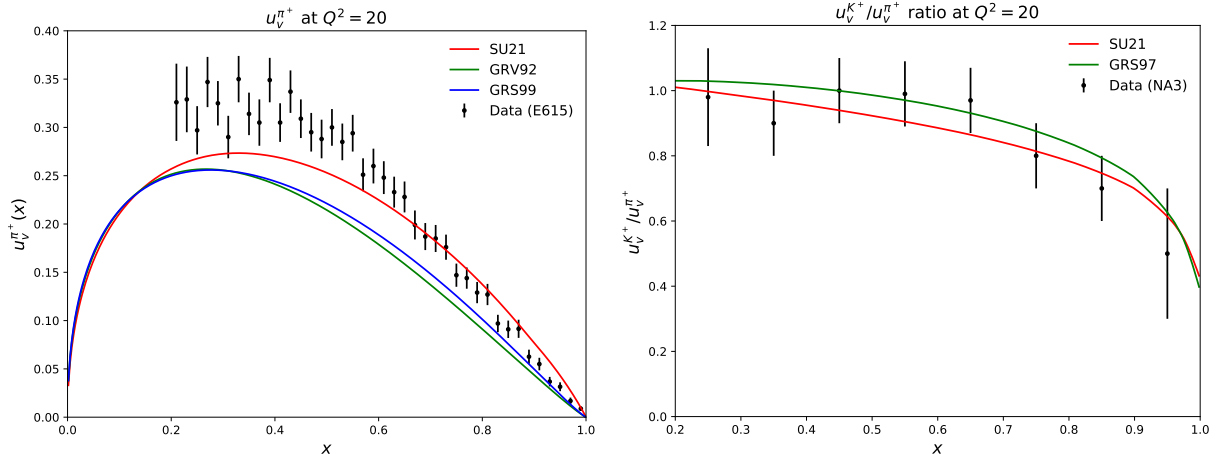 $u_v^{\pi^+}$ at $Q^2 = 20$
0.40
0.35
0.30
0.25
0.20
0.15
0.10
0.05
0.00
$u_v^{\pi^+}(x)$
SU21
GRV92
GRS99
Data (E615)
0.0 0.2 0.4 0.6 0.8 1.0
$x$
$u_v^{K^+}/u_v^{\pi^+}$ ratio at $Q^2 = 20$
1.2
1.0
0.8
0.6
0.4
0.2
0.0
$u_v^{K^+}/u_v^{\pi^+}$
SU21
GRS97
Data (NA3)
0.2 0.3 0.4 0.5 0.6 0.7 0.8 0.9 1.0
$x$